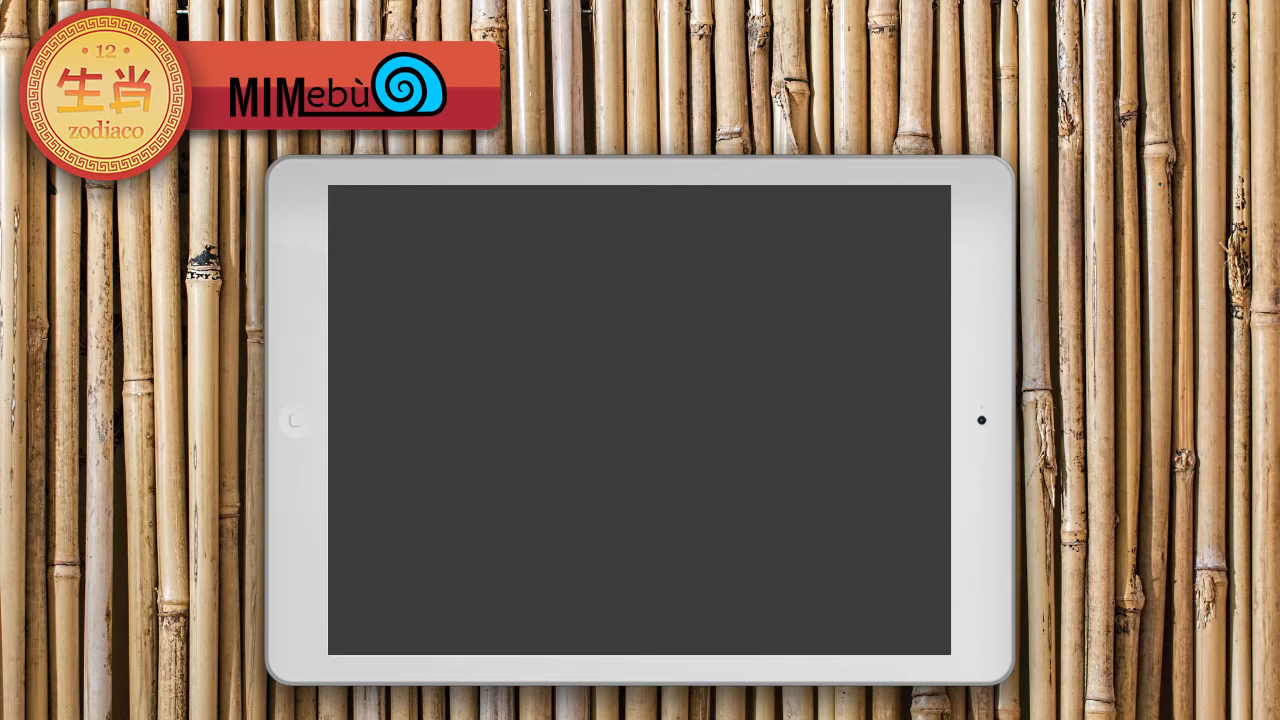 • 12 •
生肖
zodiaco
MIMebù